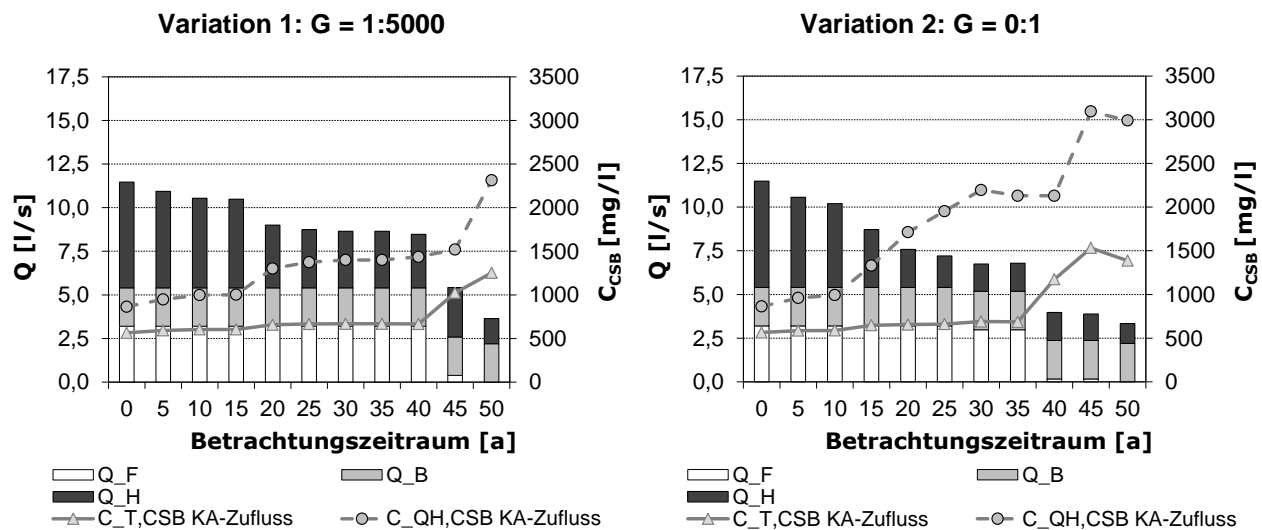 Variation 1: G = 1:5000
Q [l/s]
17,5
15,0
12,5
10,0
7,5
5,0
2,5
0,0
3500
3000
2500
2000
1500
1000
500
0
C_CSB [mg/l]
0 5 10 15 20 25 30 35 40 45 50
Betrachtungszeitraum [a]
Q_F Q_B
Q_H
C_T,CSB KA-Zufluss C_QH,CSB KA-Zufluss
Variation 2: G = 0:1
Q [l/s]
17,5
15,0
12,5
10,0
7,5
5,0
2,5
0,0
3500
3000
2500
2000
1500
1000
500
0
C_CSB [mg/l]
0 5 10 15 20 25 30 35 40 45 50
Betrachtungszeitraum [a]
Q_F Q_B
Q_H
C_T,CSB KA-Zufluss C_QH,CSB KA-Zufluss